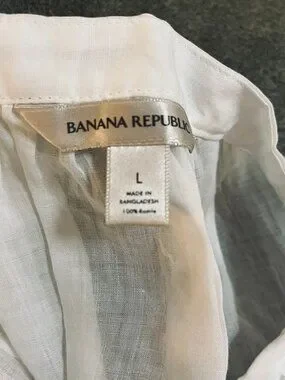 BANANA REPUBLIC
L
MADE IN
BANGLADESH
100% Ramie